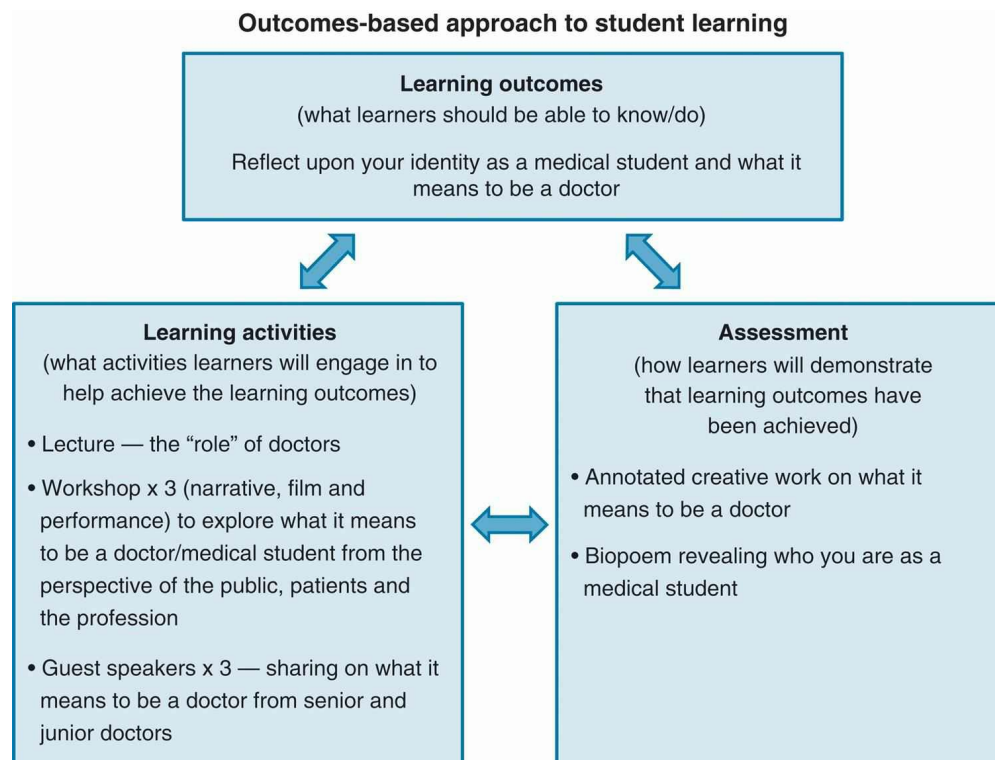 Outcomes-based approach to student learning
Learning outcomes
(what learners should be able to know/do)
Reflect upon your identity as a medical student and what it
means to be a doctor
Learning activities
(what activities learners will engage in to
help achieve the learning outcomes)
• Lecture — the “role” of doctors
• Workshop x 3 (narrative, film and
performance) to explore what it means
to be a doctor/medical student from the
perspective of the public, patients and
the profession
• Guest speakers x 3 — sharing on what it
means to be a doctor from senior and
junior doctors
Assessment
(how learners will demonstrate
that learning outcomes have
been achieved)
• Annotated creative work on what it
means to be a doctor
• Biopoem revealing who you are as a
medical student